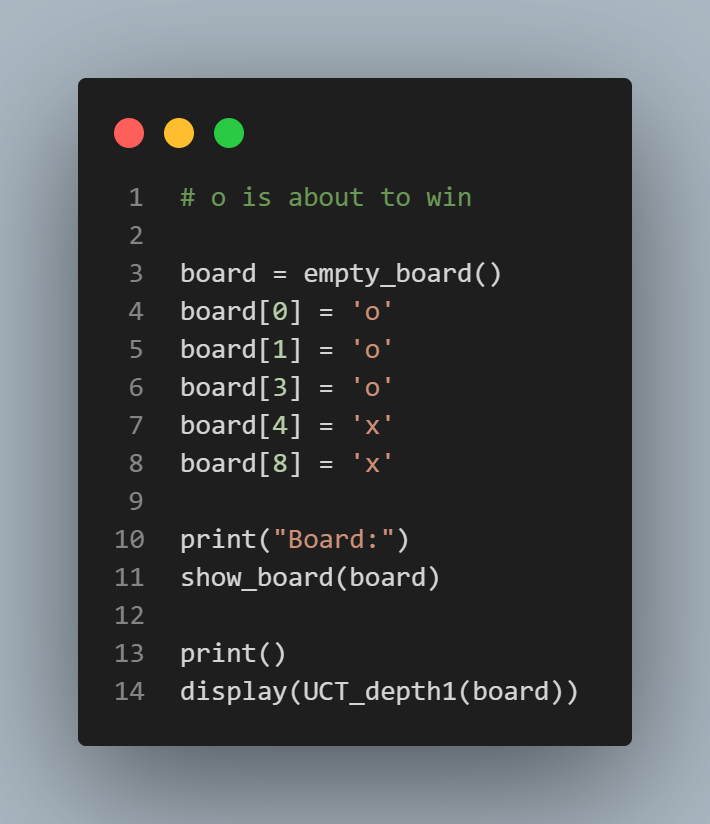 1 # o is about to win
2
3 board = empty_board()
4 board[0] = 'o'
5 board[1] = 'o'
6 board[3] = 'o'
7 board[4] = 'x'
8 board[8] = 'x'
9
10 print("Board:")
11 show_board(board)
12
13 print()
14 display(UCT_depth1(board))